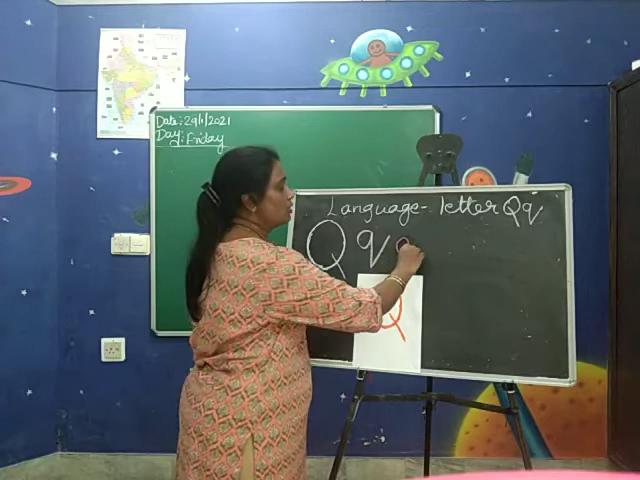 Date: 29/1/2021
Day: Friday
Language- letter Qq
Q q
Q